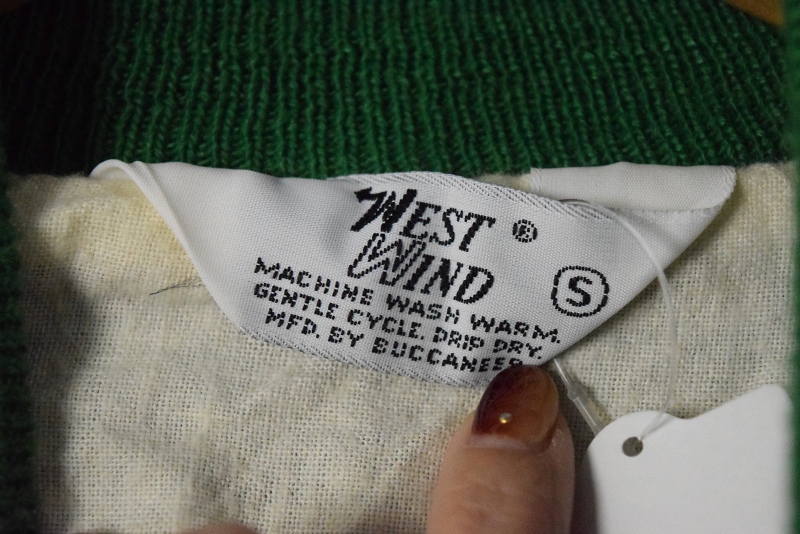 WEST ®
WIND
S
MACHINE WASH WARM.
GENTLE CYCLE. DRIP DRY.
MFD. BY BUCCANEER